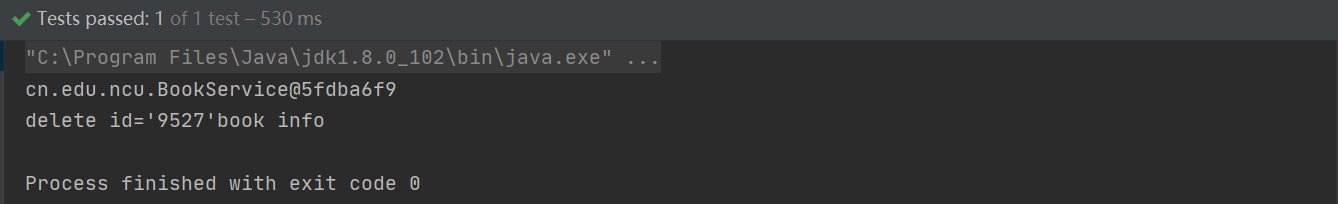 Tests passed: 1 of 1 test – 530 ms
"C:\Program Files\Java\jdk1.8.0_102\bin\java.exe" ...
cn.edu.ncu.BookService@5fdba6f9
delete id='9527'book info
Process finished with exit code 0